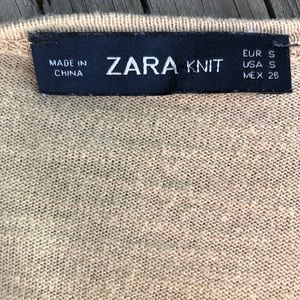 MADE IN
CHINA
ZARA KNIT
EUR S
USA S
MEX 26